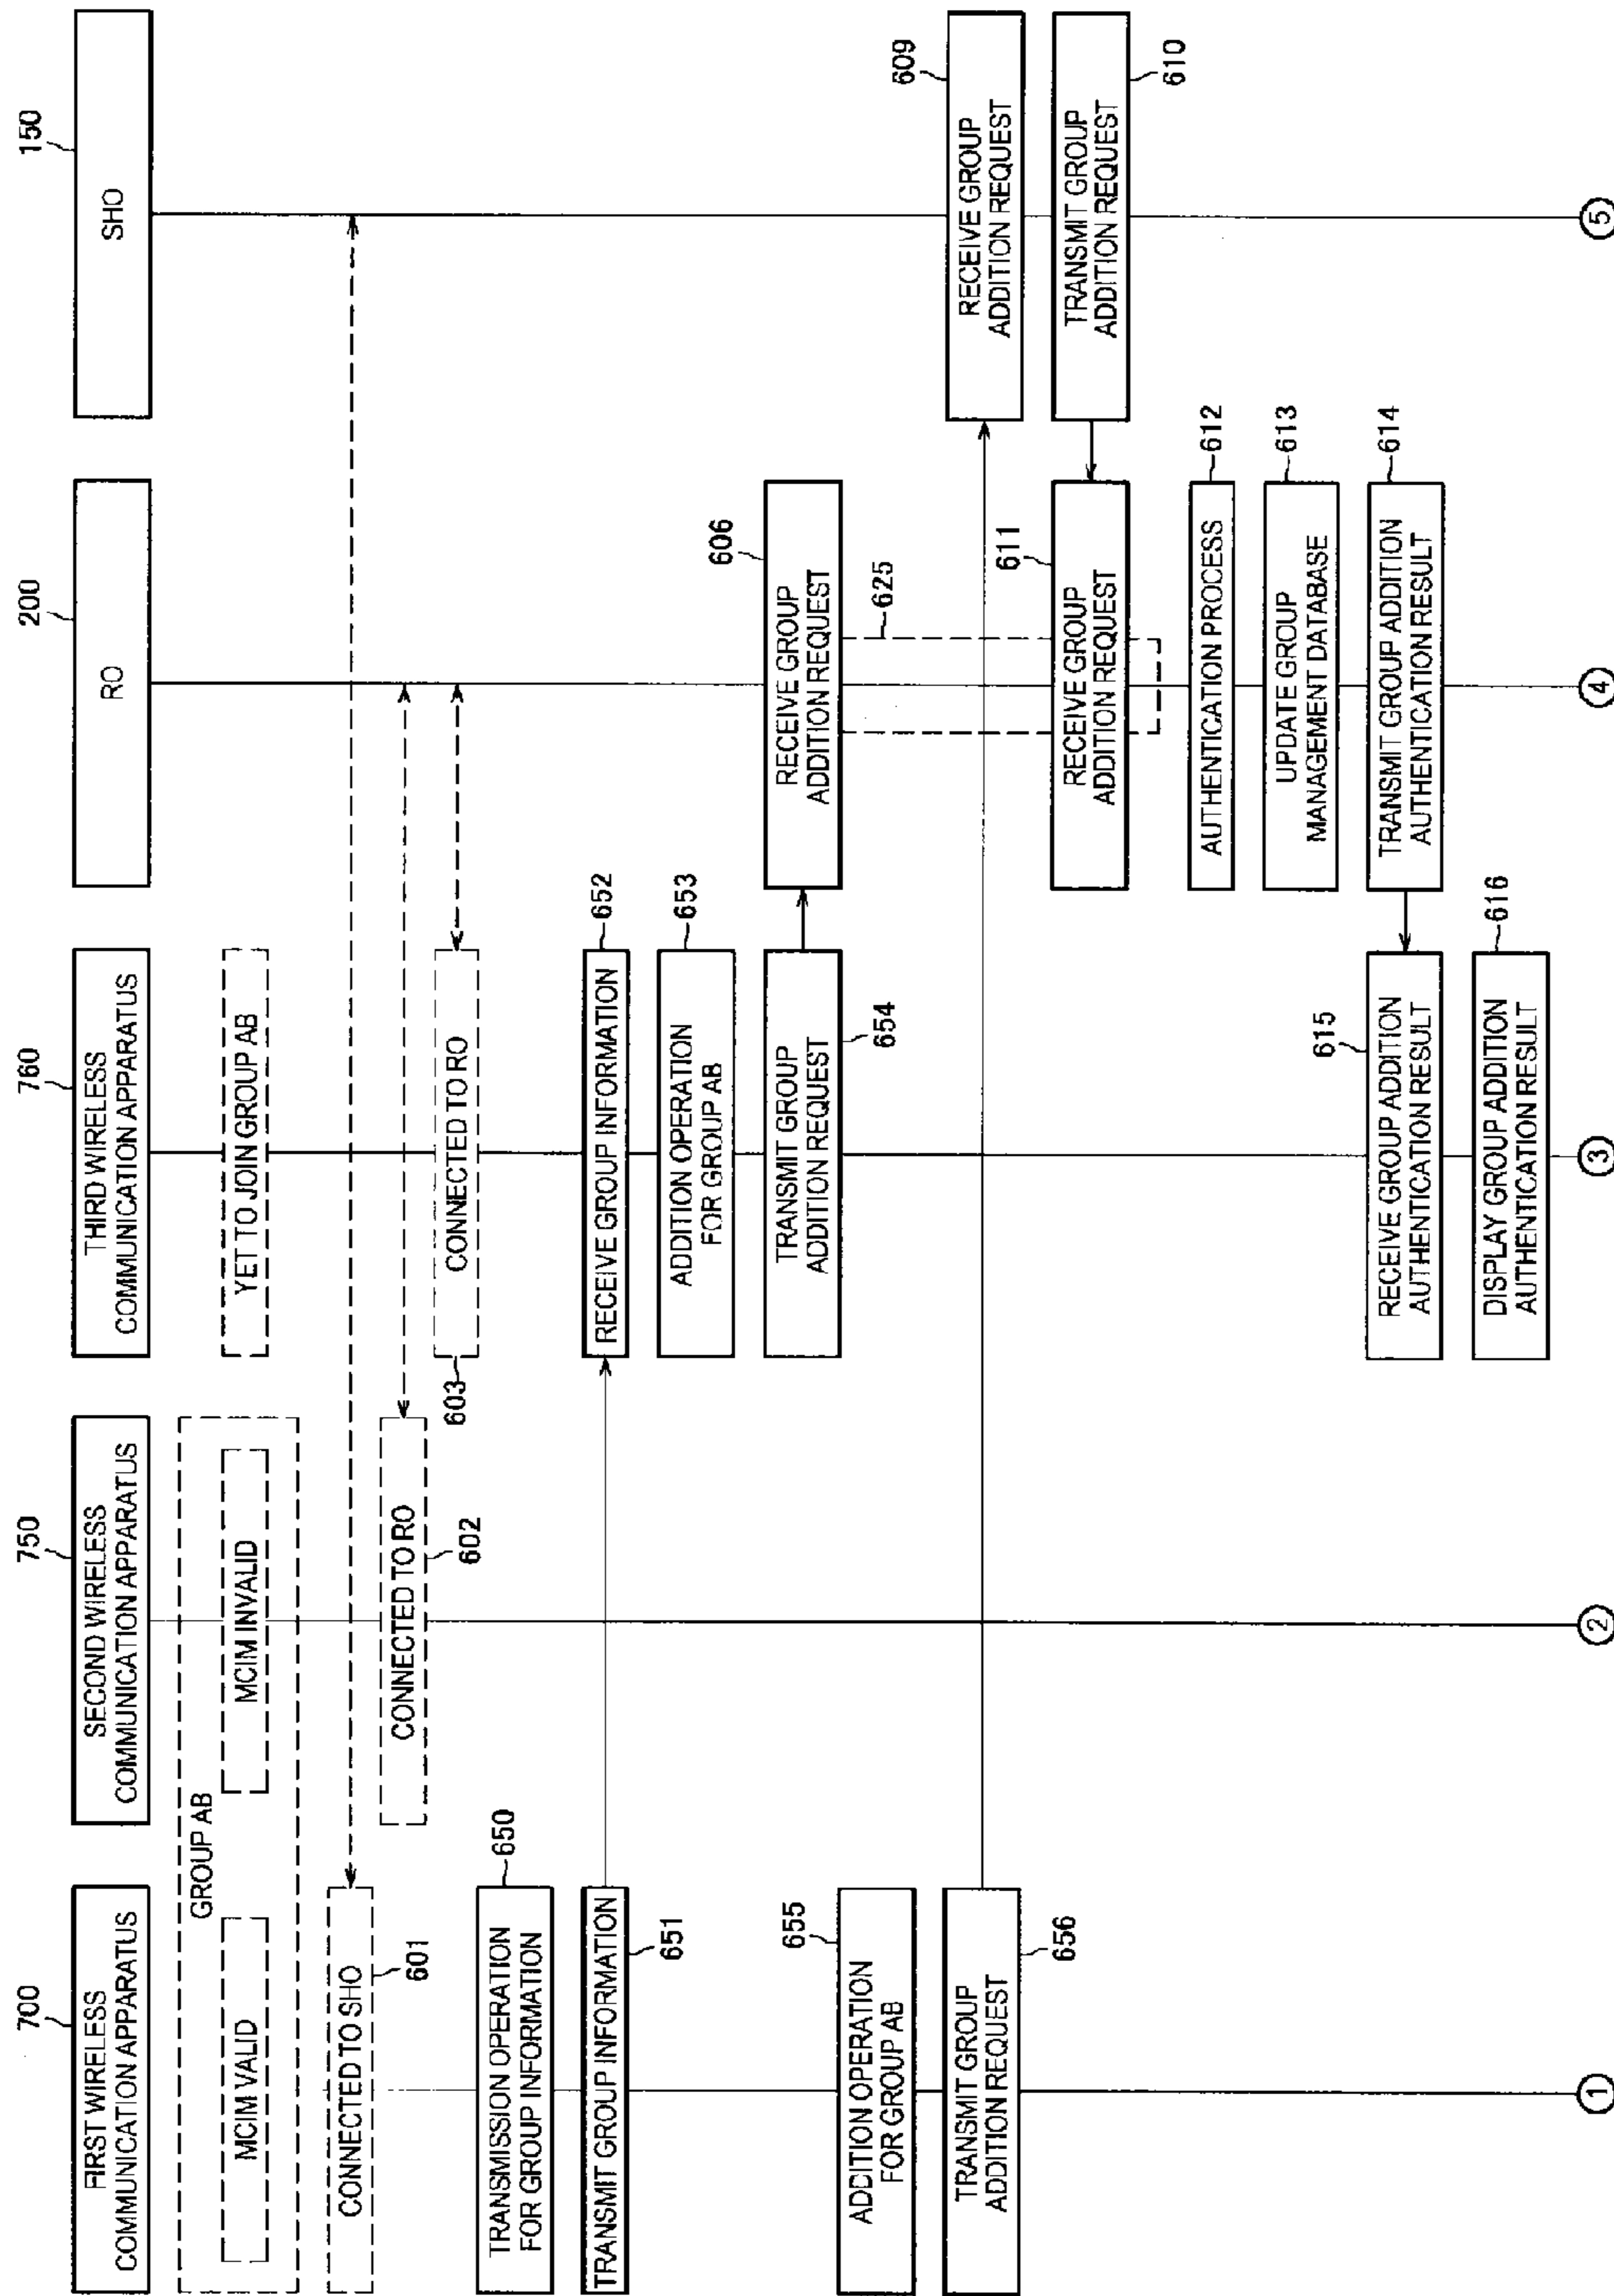 700
FIRST WIRELESS
COMMUNICATION APPARATUS
750
SECOND WIRELESS
COMMUNICATION APPARATUS
760
THIRD WIRELESS
COMMUNICATION APPARATUS
200
RO
150
SHO
GROUP AB
MCIM VALID
MCIM INVALID
YET TO JOIN GROUP AB
CONNECTED TO SHO
601
CONNECTED TO RO
602
CONNECTED TO RO
603
TRANSMISSION OPERATION
FOR GROUP INFORMATION
650
TRANSMIT GROUP INFORMATION
651
RECEIVE GROUP INFORMATION
652
ADDITION OPERATION
FOR GROUP AB
653
TRANSMIT GROUP
ADDITION REQUEST
654
RECEIVE GROUP
ADDITION REQUEST
606
625
ADDITION OPERATION
FOR GROUP AB
655
TRANSMIT GROUP
ADDITION REQUEST
656
RECEIVE GROUP
ADDITION REQUEST
609
TRANSMIT GROUP
ADDITION REQUEST
610
RECEIVE GROUP
ADDITION REQUEST
611
AUTHENTICATION PROCESS
612
UPDATE GROUP
MANAGEMENT DATABASE
613
TRANSMIT GROUP ADDITION
AUTHENTICATION RESULT
614
RECEIVE GROUP ADDITION
AUTHENTICATION RESULT
615
DISPLAY GROUP ADDITION
AUTHENTICATION RESULT
616
1
2
3
4
5